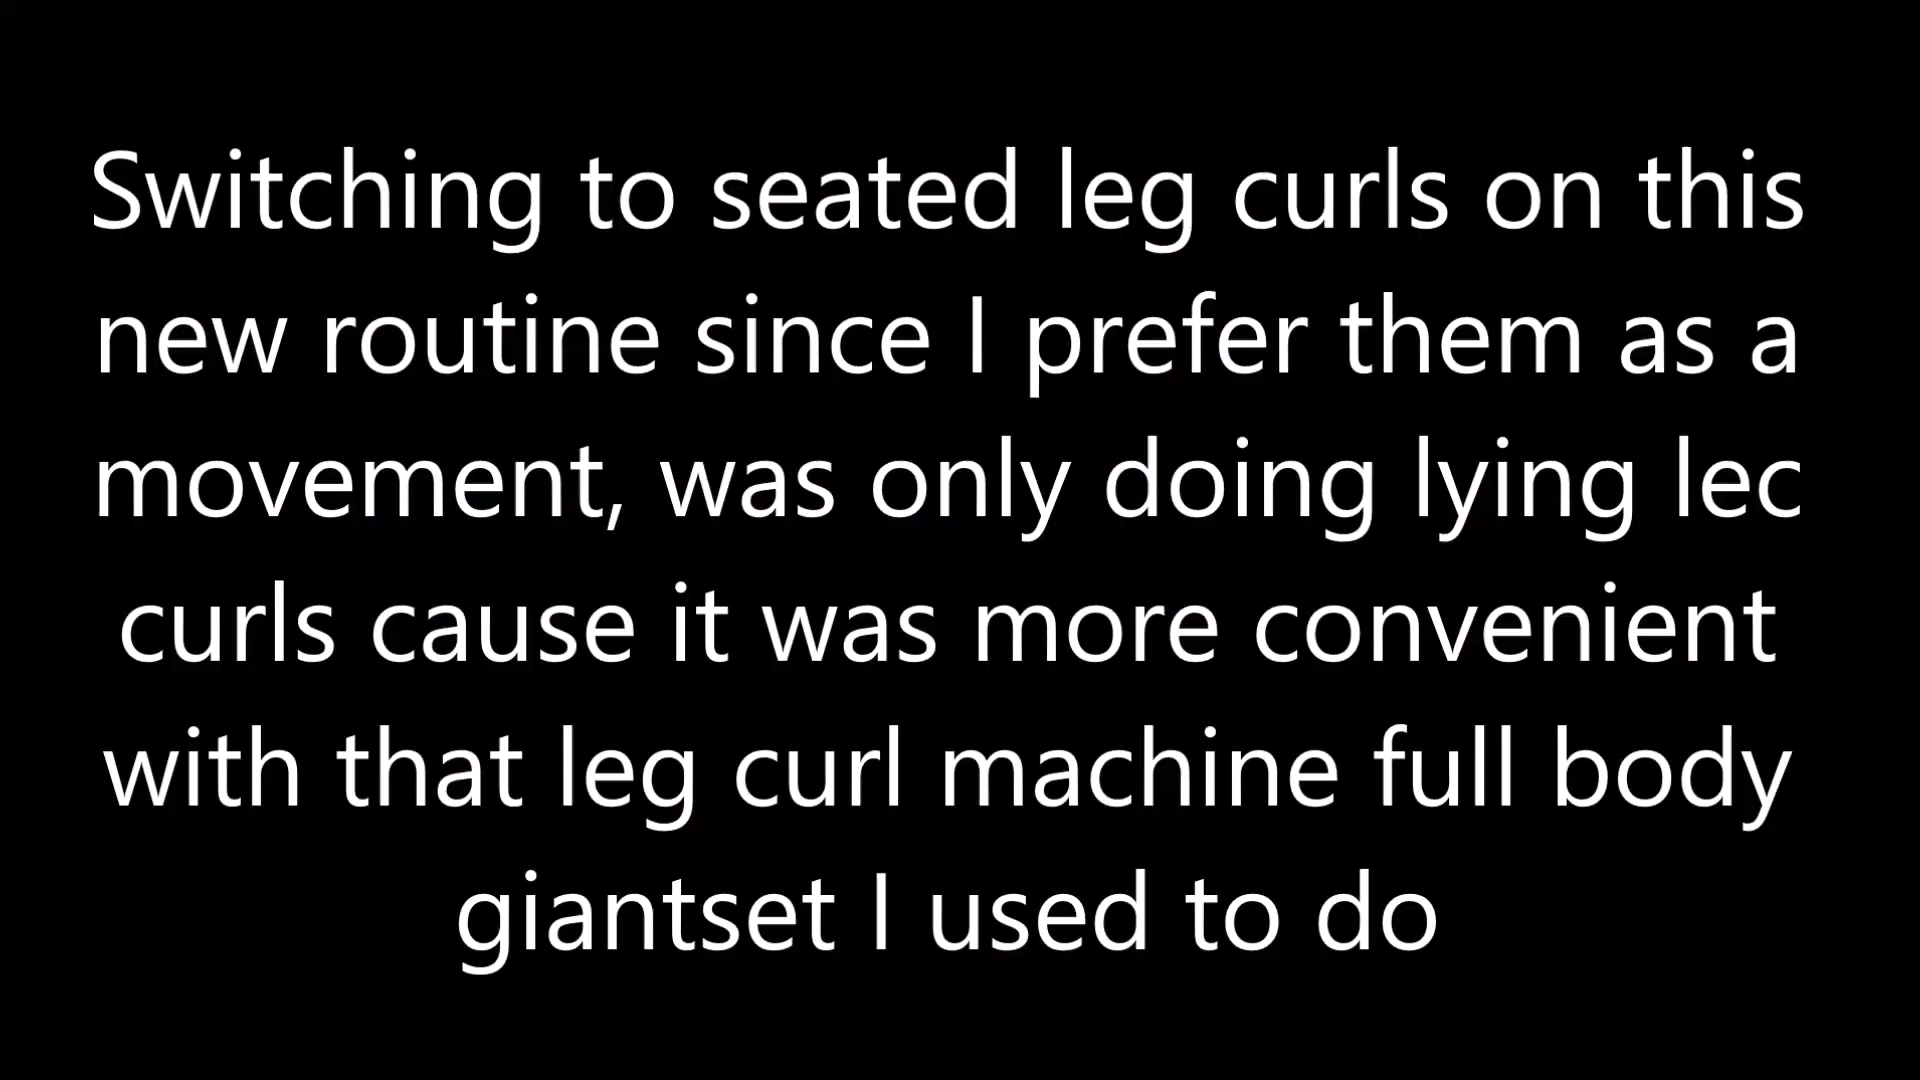 Switching to seated leg curls on this
new routine since I prefer them as a
movement, was only doing lying lec
curls cause it was more convenient
with that leg curl machine full body
giantset I used to do